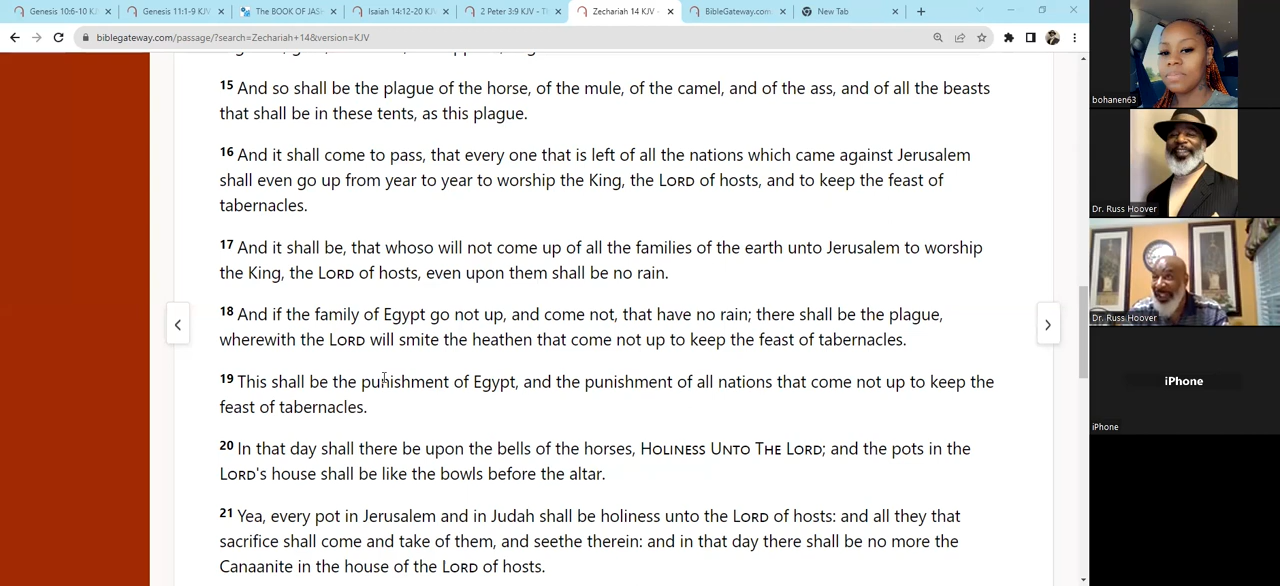 Genesis 10:6-10 KJ
Genesis 11:1-9 KJV
The BOOK OF JAS
Isaiah 14:12-20 KJV
2 Peter 3:9 KJV - T
Zechariah 14 KJV -
BibleGateway.com
New Tab
biblegateway.com/passage/?search=Zechariah+14&version=KJV
15 And so shall be the plague of the horse, of the mule, of the camel, and of the ass, and of all the beasts
that shall be in these tents, as this plague.
16 And it shall come to pass, that every one that is left of all the nations which came against Jerusalem
shall even go up from year to year to worship the King, the LORD of hosts, and to keep the feast of
tabernacles.
17 And it shall be, that whoso will not come up of all the families of the earth unto Jerusalem to worship
the King, the LORD of hosts, even upon them shall be no rain.
18 And if the family of Egypt go not up, and come not, that have no rain; there shall be the plague,
wherewith the LORD will smite the heathen that come not up to keep the feast of tabernacles.
19 This shall be the punishment of Egypt, and the punishment of all nations that come not up to keep the
feast of tabernacles.
20 In that day shall there be upon the bells of the horses, HOLINESS UNTO THE LORD; and the pots in the
LORD's house shall be like the bowls before the altar.
21 Yea, every pot in Jerusalem and in Judah shall be holiness unto the LORD of hosts: and all they that
sacrifice shall come and take of them, and seethe therein: and in that day there shall be no more the
Canaanite in the house of the LORD of hosts.
bohanen63
Dr. Russ Hoover
Dr. Russ Hoover
iPhone
iPhone